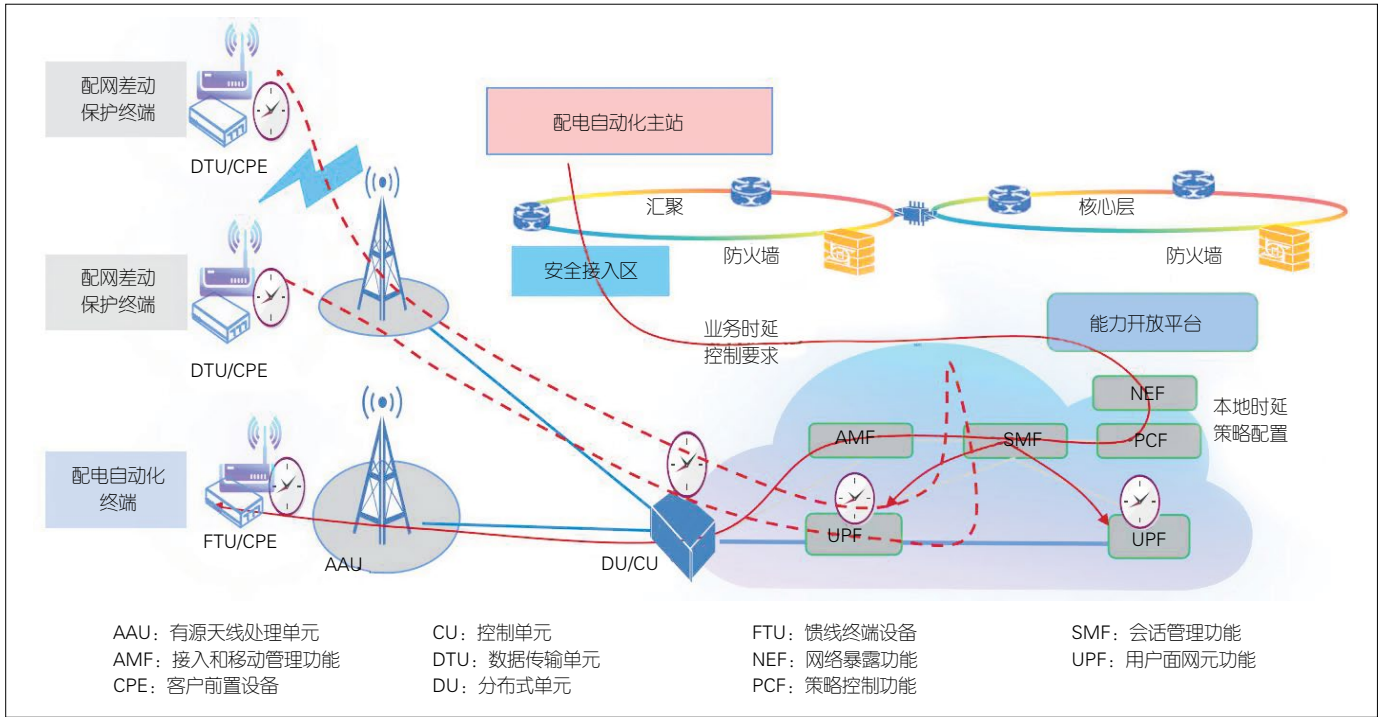 配网差动
保护终端
DTU/CPE
配电自动化主站
汇聚
核心层
防火墙
防火墙
安全接入区
配网差动
保护终端
DTU/CPE
业务时延
控制要求
能力开放平台
NEF
本地时延
策略配置
AMF
SMF
PCF
配电自动化
终端
FTU/CPE
AAU
DU/CU
UPF
UPF
AAU：有源天线处理单元
AMF：接入和移动管理功能
CPE：客户前置设备
CU：控制单元
DTU：数据传输单元
DU：分布式单元
FTU：馈线终端设备
NEF：网络暴露功能
PCF：策略控制功能
SMF：会话管理功能
UPF：用户面网元功能